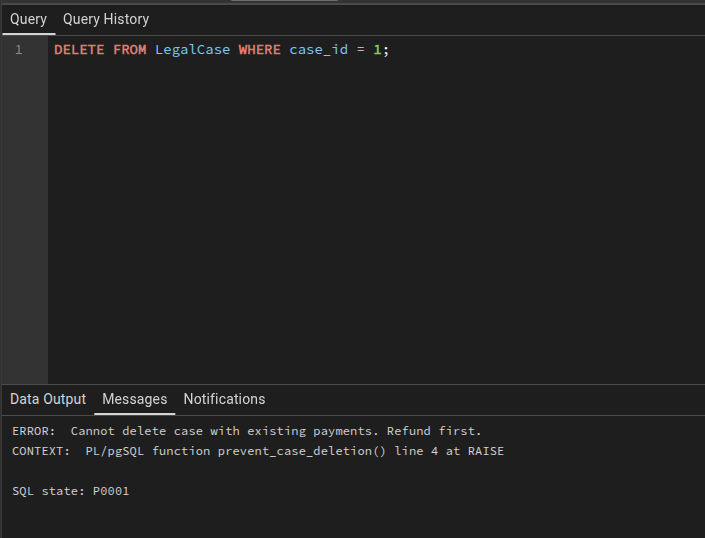 Query Query History
1 DELETE FROM LegalCase WHERE case_id = 1;
Data Output Messages Notifications
ERROR:  Cannot delete case with existing payments. Refund first.
CONTEXT:  PL/pgSQL function prevent_case_deletion() line 4 at RAISE
SQL state: P0001